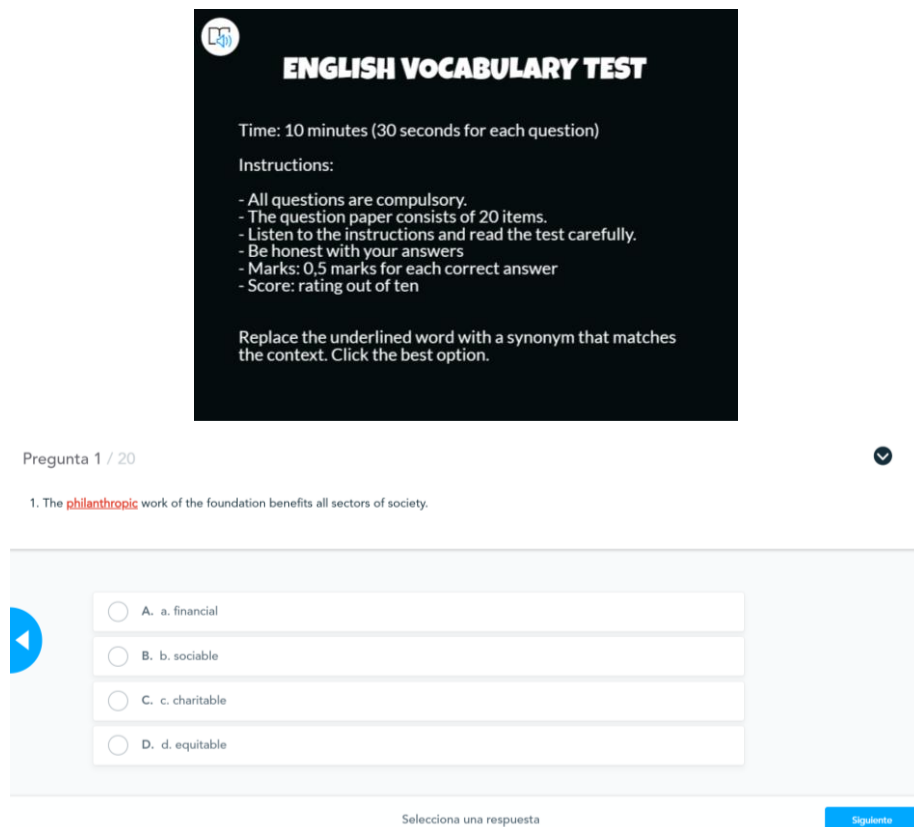 ENGLISH VOCABULARY TEST
Time: 10 minutes (30 seconds for each question)
Instructions:
- All questions are compulsory.
- The question paper consists of 20 items.
- Listen to the instructions and read the test carefully.
- Be honest with your answers
- Marks: 0,5 marks for each correct answer
- Score: rating out of ten
Replace the underlined word with a synonym that matches
the context. Click the best option.
Pregunta 1 / 20
1. The philanthropic work of the foundation benefits all sectors of society.
A. a. financial
B. b. sociable
C. c. charitable
D. d. equitable
Selecciona una respuesta
Siguiente